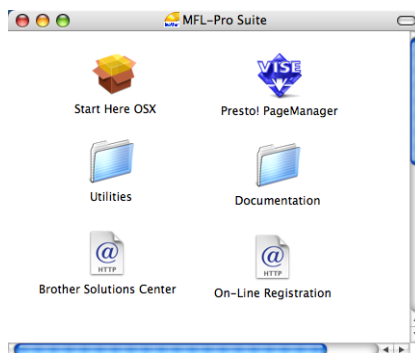 MFL-Pro Suite
Start Here OSX
VISE
Presto! PageManager
Utilities
Documentation
@
HTTP
Brother Solutions Center
@
HTTP
On-Line Registration